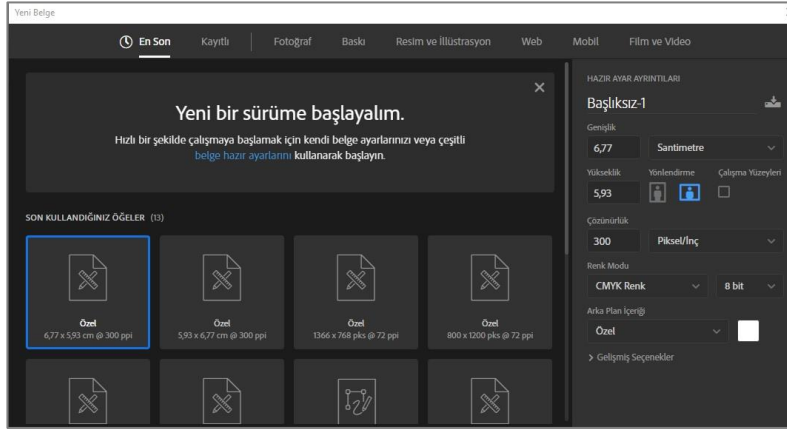 Yeni Belge
En Son Kayıtlı Fotoğraf Baskı Resim ve İllüstrasyon Web Mobil Film ve Video
Yeni bir sürüme başlayalım.
Hızlı bir şekilde çalışmaya başlamak için kendi belge ayarlarınızı veya çeşitli
belge hazır ayarlarını kullanarak başlayın.
SON KULLANDIĞINIZ ÖĞELER (13)
Özel
6,77 x 5,93 cm @ 300 ppi
Özel
5,93 x 6,77 cm @ 300 ppi
Özel
1366 x 768 pks @ 72 ppi
Özel
800 x 1200 pks @ 72 ppi
HAZIR AYAR AYRINTILARI
Başlıksız-1
Genişlik
6,77 Santimetre
Yükseklik Yönlendirme Çalışma Yüzeyleri
5,93
Çözünürlük
300 Piksel/İnç
Renk Modu
CMYK Renk 8 bit
Arka Plan İçeriği
Özel
> Gelişmiş Seçenekler